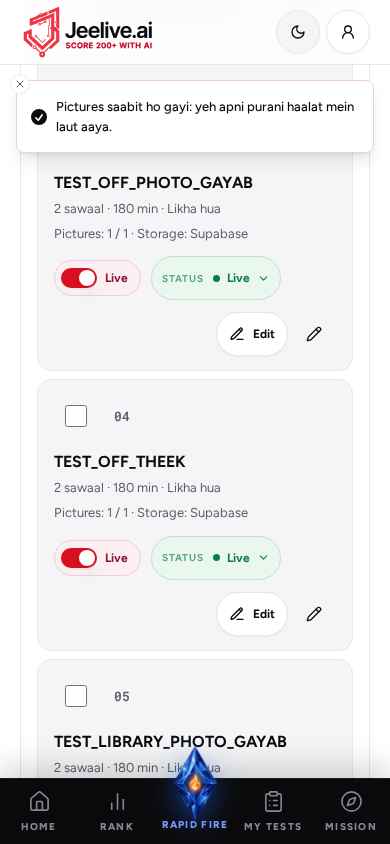 Jeelive.ai
SCORE 200+ WITH AI
Pictures saabit ho gayi: yeh apni purani haalat mein
laut aaya.
TEST_OFF_PHOTO_GAYAB
2 sawaal · 180 min · Likha hua
Pictures: 1 / 1 · Storage: Supabase
Live
STATUS Live
Edit
04
TEST_OFF_THEEK
2 sawaal · 180 min · Likha hua
Pictures: 1 / 1 · Storage: Supabase
Live
STATUS Live
Edit
05
TEST_LIBRARY_PHOTO_GAYAB
2 sawaal · 180 min · Likha hua
HOME
RANK
RAPID FIRE
MY TESTS
MISSION